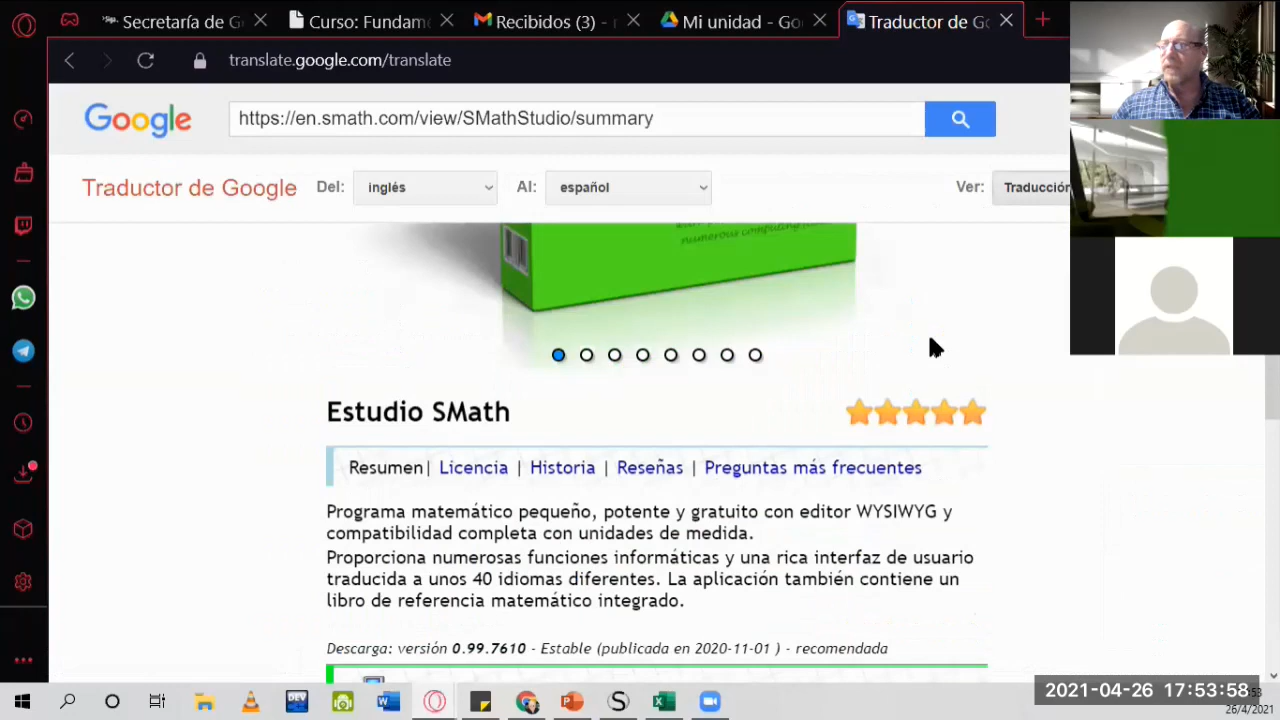 Secretaría de G
Curso: Fundam
Recibidos (3) -
Mi unidad - Go
Traductor de Go
translate.google.com/translate
Google
https://en.smath.com/view/SMathStudio/summary
Traductor de Google
Del:
inglés
Al:
español
Ver:
Traducción
numerous computing
Estudio SMath
Resumen| Licencia | Historia | Reseñas | Preguntas más frecuentes
Programa matemático pequeño, potente y gratuito con editor WYSIWYG y
compatibilidad completa con unidades de medida.
Proporciona numerosas funciones informáticas y una rica interfaz de usuario
traducida a unos 40 idiomas diferentes. La aplicación también contiene un
libro de referencia matemático integrado.
Descarga: versión 0.99.7610 - Estable (publicada en 2020-11-01 ) - recomendada
DEV
2021-04-26 17:53:58
26/4/2021